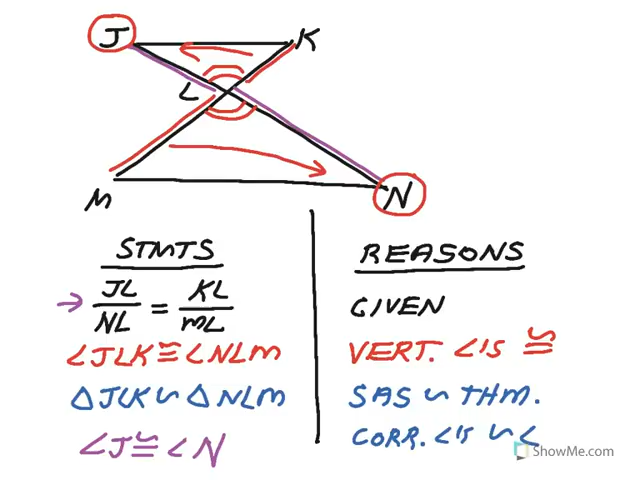 J K
L
M N
STMTS REASONS
JL/NL = KL/ML GIVEN
∠JLK ≅ ∠NLM VERT. ∠'S ≅
△JLK ∽ △NLM SAS ∽ THM.
∠J ≅ ∠N CORR. ∠'S ∽ ∠
ShowMe.com